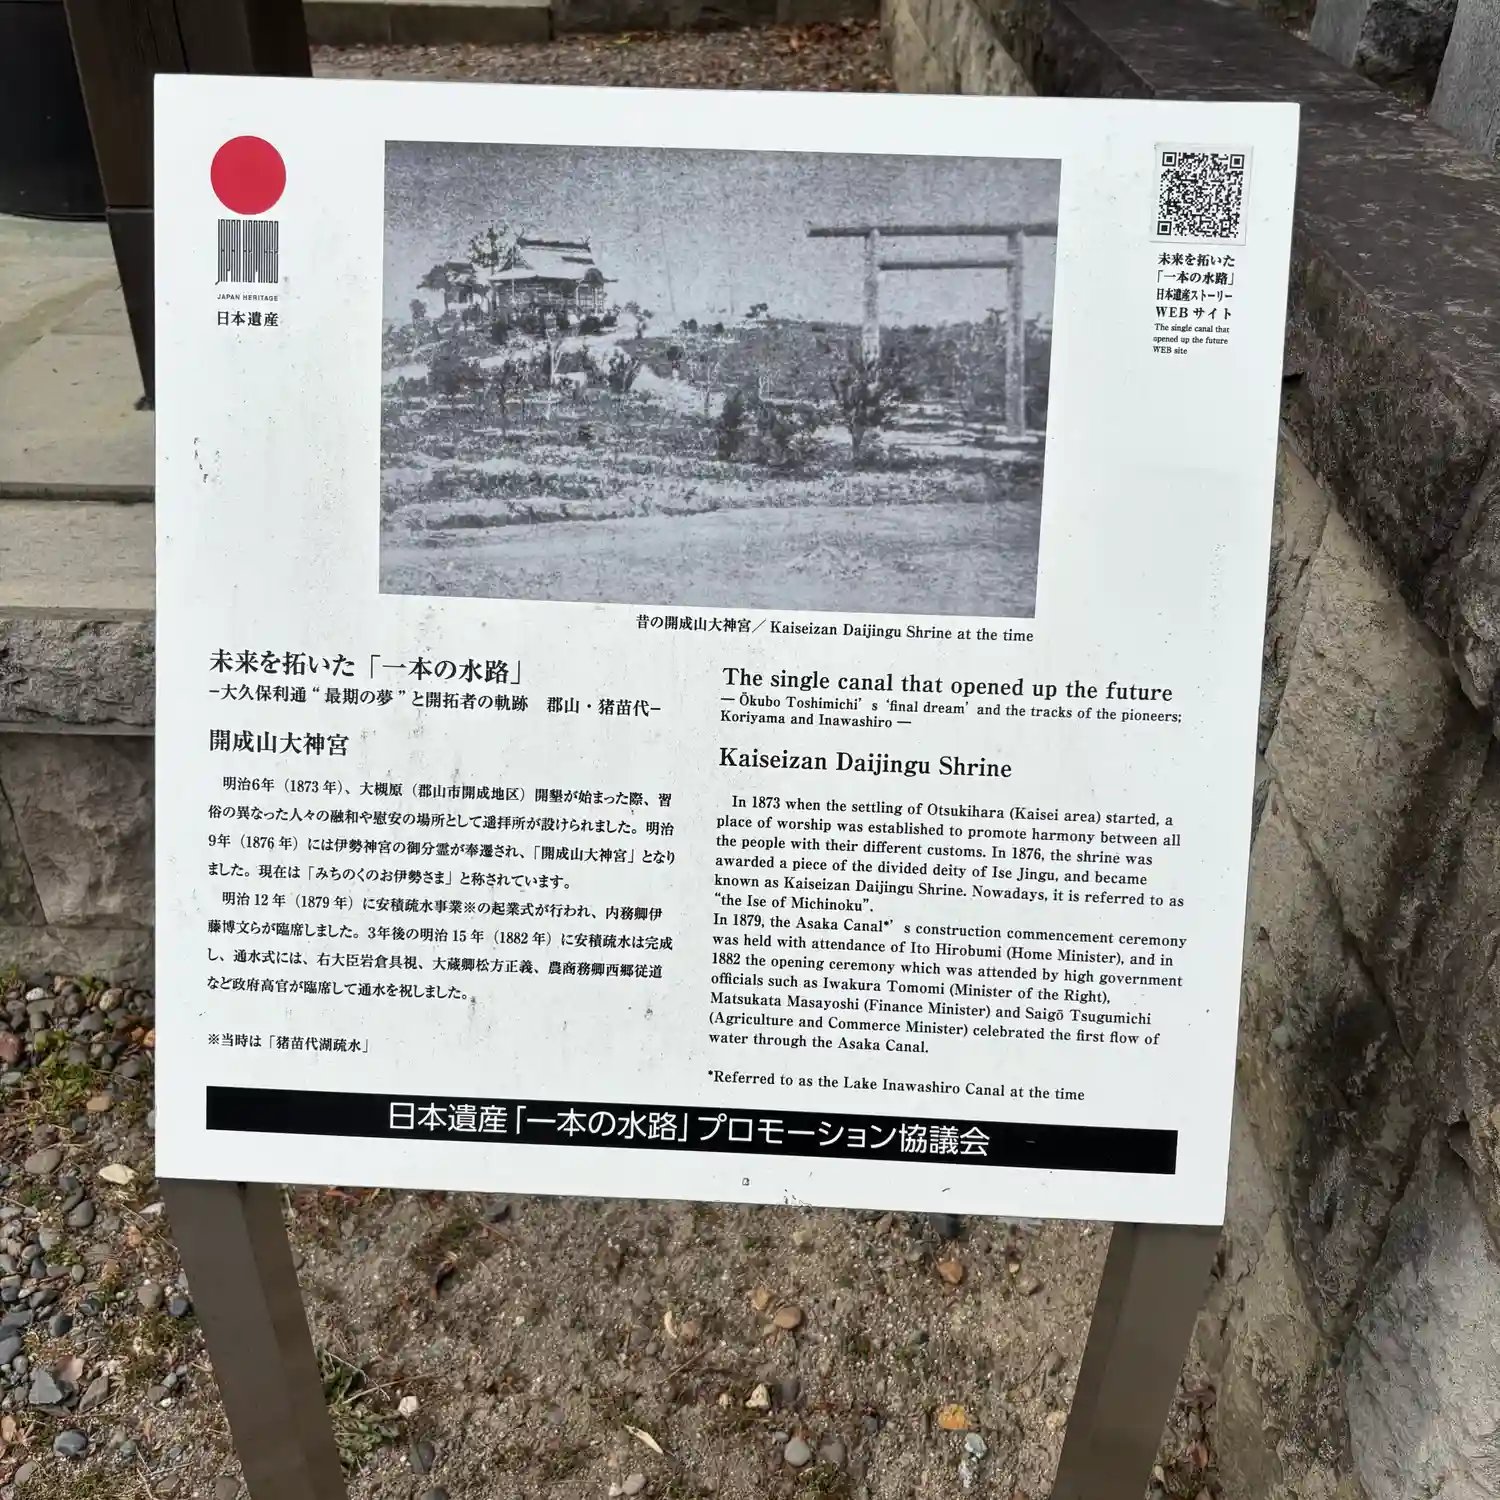 JAPAN HERITAGE
JAPAN HERITAGE
日本遺産
未来を拓いた
「一本の水路」
日本遺産ストーリー
WEB サイト
The single canal that
opened up the future
WEB site
昔の開成山大神宮／ Kaiseizan Daijingu Shrine at the time
未来を拓いた「一本の水路」
−大久保利通 “ 最期の夢 ” と開拓者の軌跡　郡山・猪苗代−
開成山大神宮
明治6年（1873 年）、大槻原（郡山市開成地区）開墾が始まった際、習
俗の異なった人々の融和や慰安の場所として遥拝所が設けられました。明治
9年（1876 年）には伊勢神宮の御分霊が奉遷され、「開成山大神宮」となり
ました。現在は「みちのくのお伊勢さま」と称されています。
明治 12 年（1879 年）に安積疏水事業※の起業式が行われ、内務卿伊
藤博文らが臨席しました。3年後の明治 15 年（1882 年）に安積疏水は完成
し、通水式には、右大臣岩倉具視、大蔵卿松方正義、農商務卿西郷従道
など政府高官が臨席して通水を祝しました。
※当時は「猪苗代湖疏水」
The single canal that opened up the future
— Ōkubo Toshimichi’ s ‘final dream’ and the tracks of the pioneers;
Koriyama and Inawashiro —
Kaiseizan Daijingu Shrine
In 1873 when the settling of Otsukihara (Kaisei area) started, a
place of worship was established to promote harmony between all
the people with their different customs. In 1876, the shrine was
awarded a piece of the divided deity of Ise Jingu, and became
known as Kaiseizan Daijingu Shrine. Nowadays, it is referred to as
“the Ise of Michinoku”.
In 1879, the Asaka Canal*’ s construction commencement ceremony
was held with attendance of Ito Hirobumi (Home Minister), and in
1882 the opening ceremony which was attended by high government
officials such as Iwakura Tomomi (Minister of the Right),
Matsukata Masayoshi (Finance Minister) and Saigō Tsugumichi
(Agriculture and Commerce Minister) celebrated the first flow of
water through the Asaka Canal.
*Referred to as the Lake Inawashiro Canal at the time
日本遺産「一本の水路」プロモーション協議会